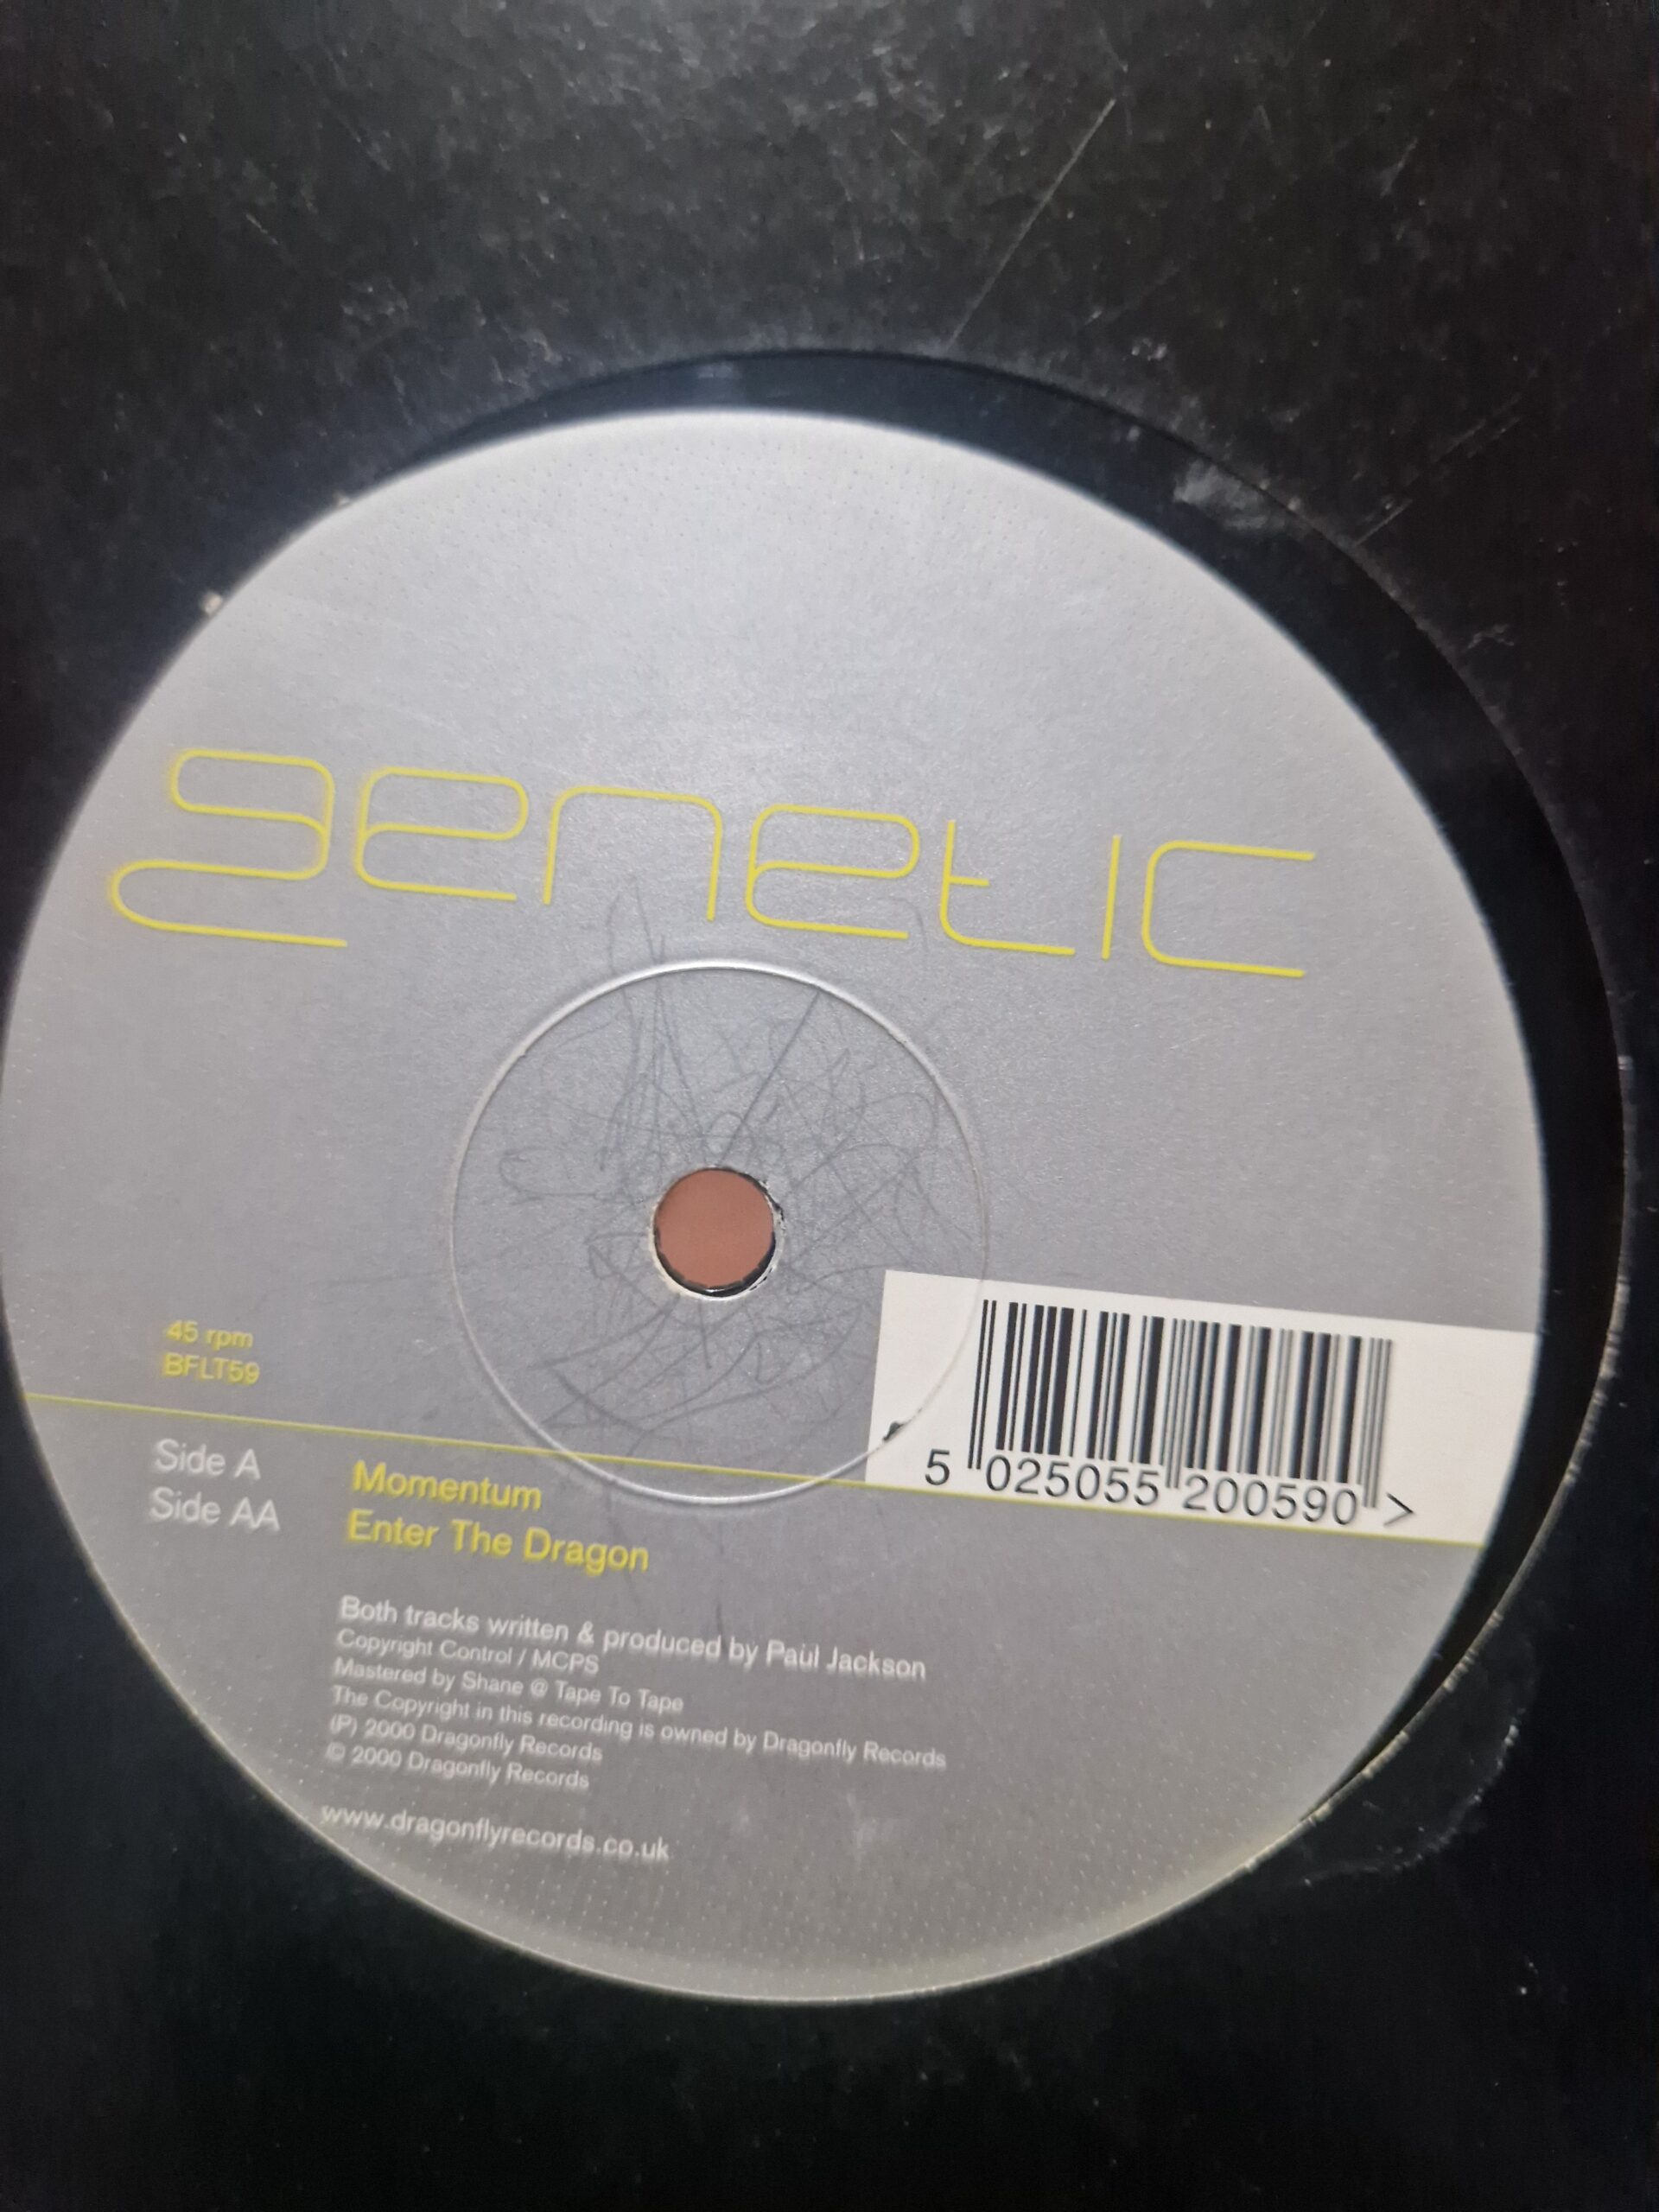 genetic
45 rpm
BFLT59
5 025055 200590 >
Side A Momentum
Side AA Enter The Dragon
Both tracks written & produced by Paul Jackson
Copyright Control / MCPS
Mastered by Shane @ Tape To Tape
The Copyright in this recording is owned by Dragonfly Records
(P) 2000 Dragonfly Records
© 2000 Dragonfly Records
www.dragonflyrecords.co.uk